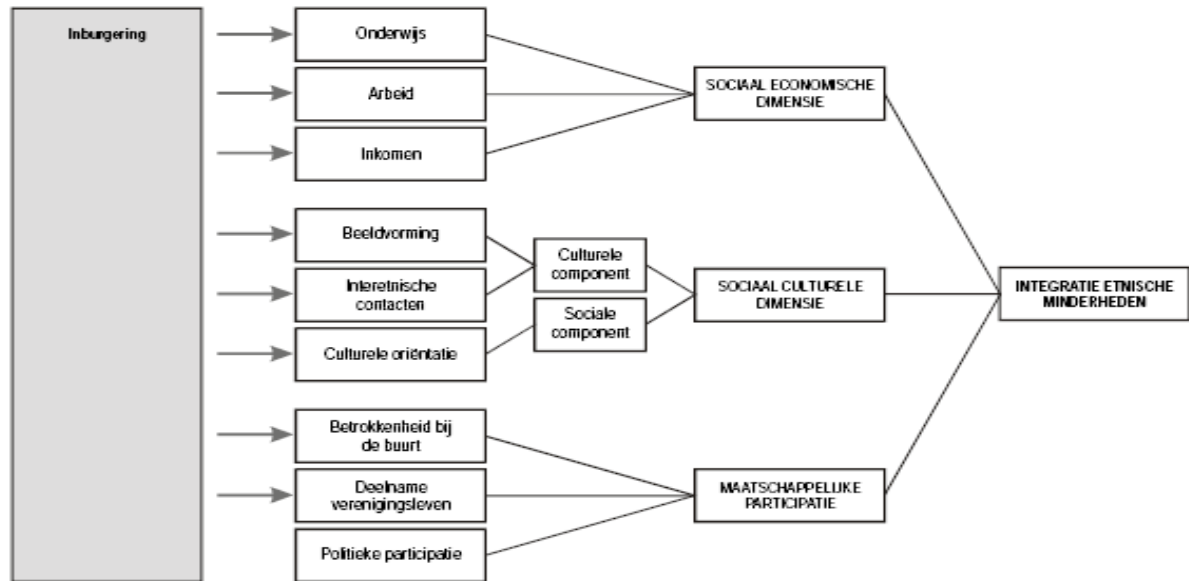 Inburgering
Onderwijs
Arbeid
Inkomen
SOCIAAL ECONOMISCHE
DIMENSIE
Beeldvorming
Interetnische
contacten
Culturele oriëntatie
Culturele
component
Sociale
component
SOCIAAL CULTURELE
DIMENSIE
INTEGRATIE ETNISCHE
MINDERHEDEN
Betrokkenheid bij
de buurt
Deelname
verenigingsleven
Politieke participatie
MAATSCHAPPELIJKE
PARTICIPATIE